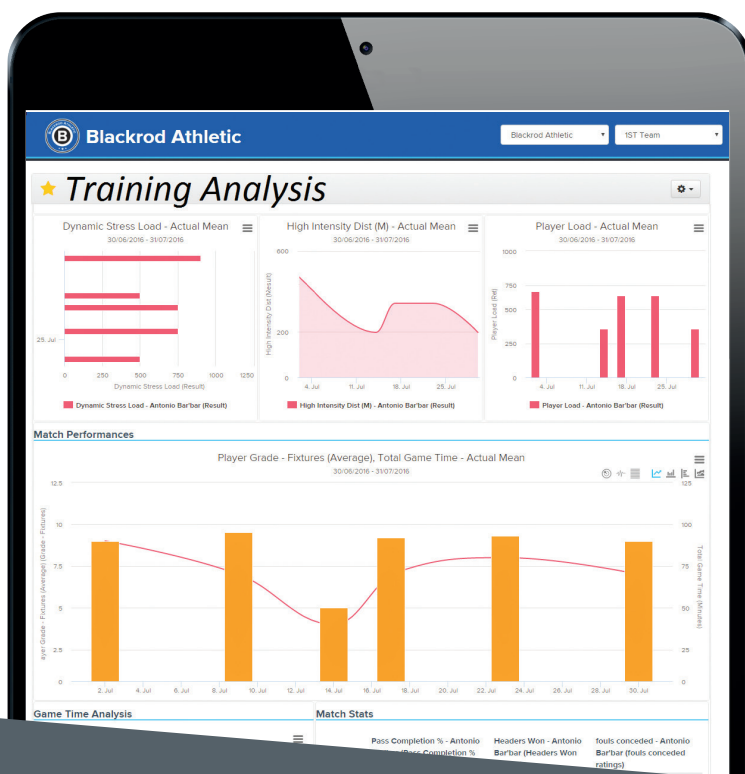 Blackrod Athletic
Blackrod Athletic
1ST Team
Training Analysis
Dynamic Stress Load - Actual Mean
30/06/2016 - 31/07/2016
25. Jul
0 250 500 750 1000 1250
Dynamic Stress Load (Result)
Dynamic Stress Load - Antonio Bar'bar (Result)
High Intensity Dist (M) - Actual Mean
30/06/2016 - 31/07/2016
High Intensity Dist (Result)
600
200
0
4. Jul 11. Jul 18. Jul 25. Jul
High Intensity Dist (M) - Antonio Bar'bar (Result)
Player Load - Actual Mean
30/06/2016 - 31/07/2016
Player Load (Rel)
1000
750
500
250
0
4. Jul 11. Jul 18. Jul 25. Jul
Player Load - Antonio Bar'bar (Result)
Match Performances
Player Grade - Fixtures (Average), Total Game Time - Actual Mean
30/06/2016 - 31/07/2016
ayer Grade - Fixtures (Average) (Grade - Fixtures)
12.5
10
7.5
5
2.5
0
125
100
75
50
25
0
Total Game Time (Minutes)
2. Jul 4. Jul 6. Jul 8. Jul 10. Jul 12. Jul 14. Jul 16. Jul 18. Jul 20. Jul 22. Jul 24. Jul 26. Jul 28. Jul 30. Jul
Game Time Analysis
Match Stats
Pass Completion % - Antonio
(Pass Completion %
Headers Won - Antonio
Bar'bar (Headers Won
fouls conceded - Antonio
Bar'bar (fouls conceded
ratings)